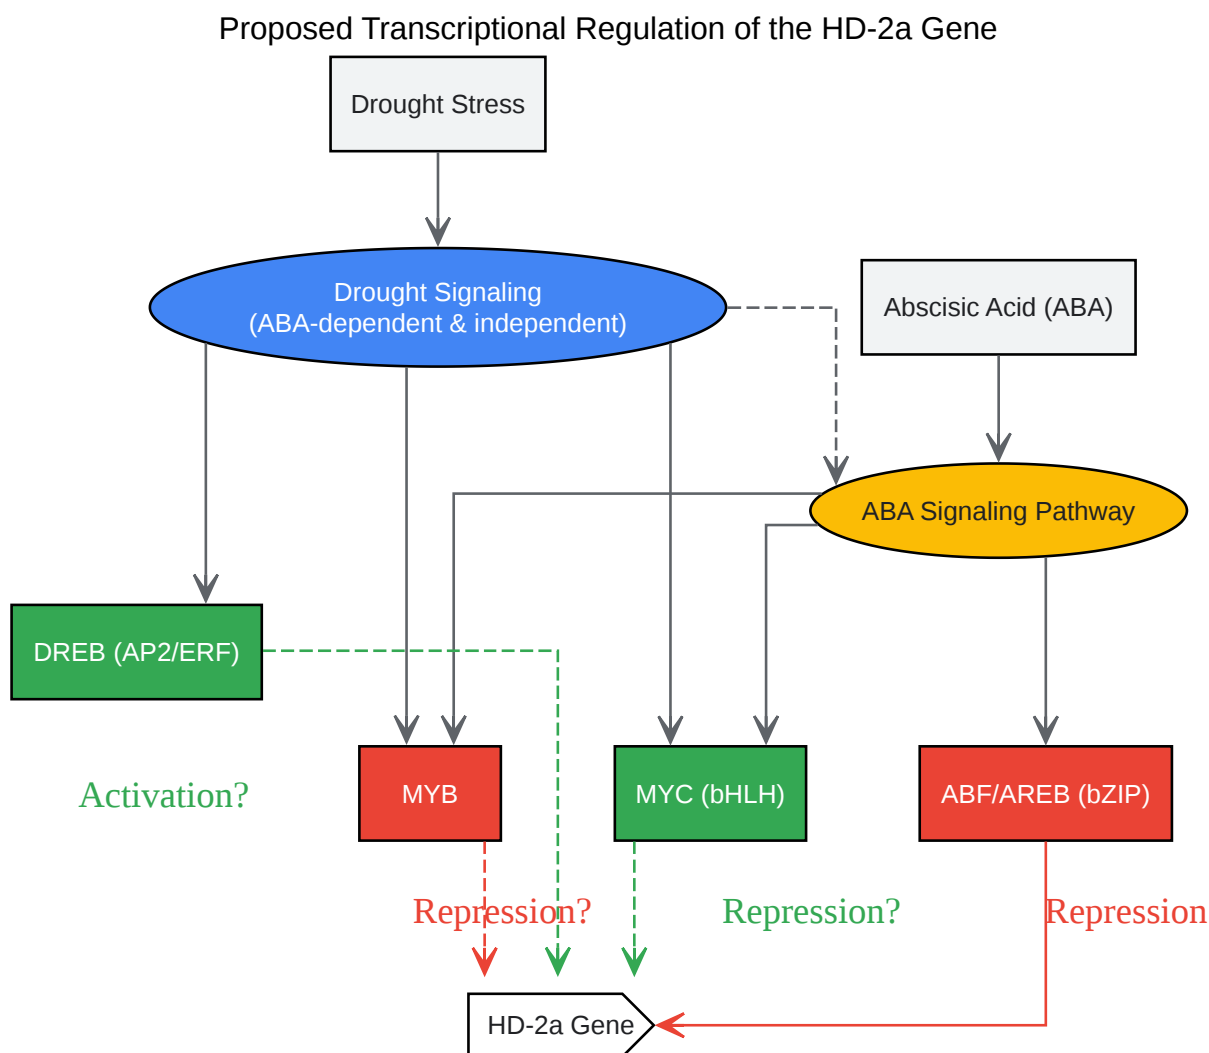 Proposed Transcriptional Regulation of the HD-2a Gene
Drought Stress
Drought Signaling
(ABA-dependent & independent)
Abscisic Acid (ABA)
ABA Signaling Pathway
DREB (AP2/ERF)
Activation?
MYB
MYC (bHLH)
ABF/AREB (bZIP)
Repression?
Repression?
Repression
HD-2a Gene